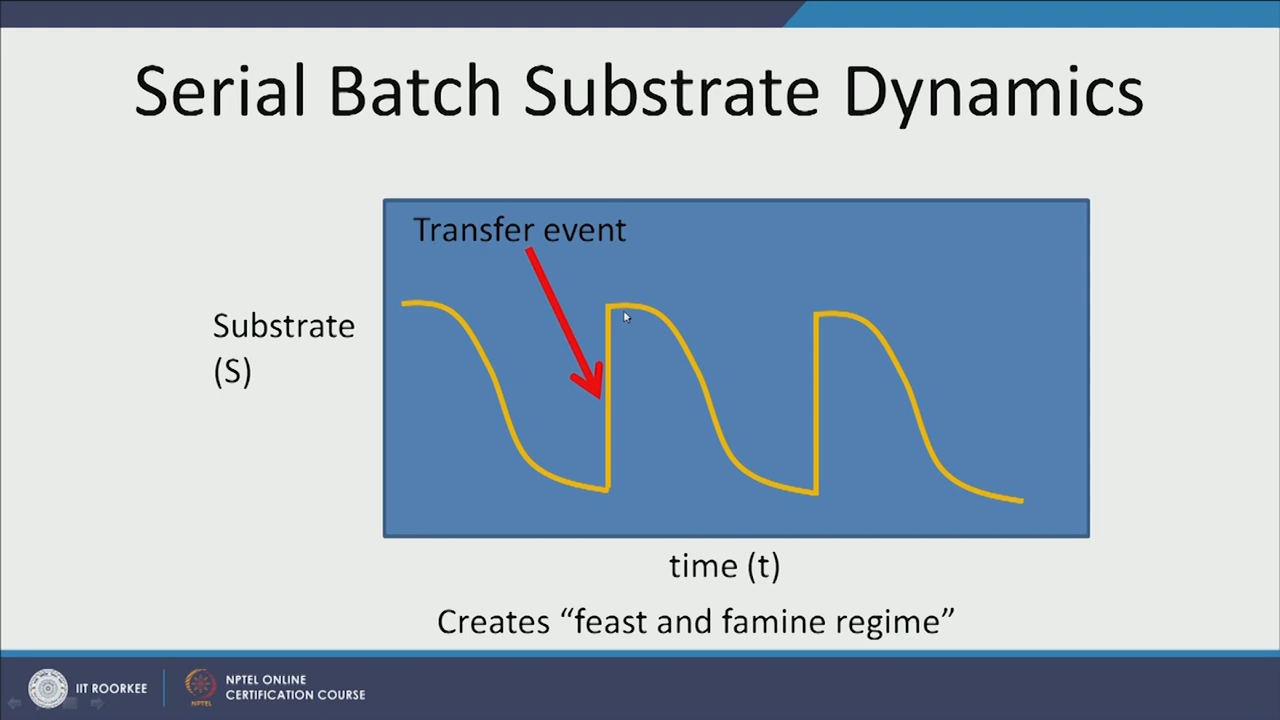 Serial Batch Substrate Dynamics
Transfer event
Substrate
(S)
time (t)
Creates “feast and famine regime”
IIT ROORKEE
NPTEL
NPTEL ONLINE
CERTIFICATION COURSE